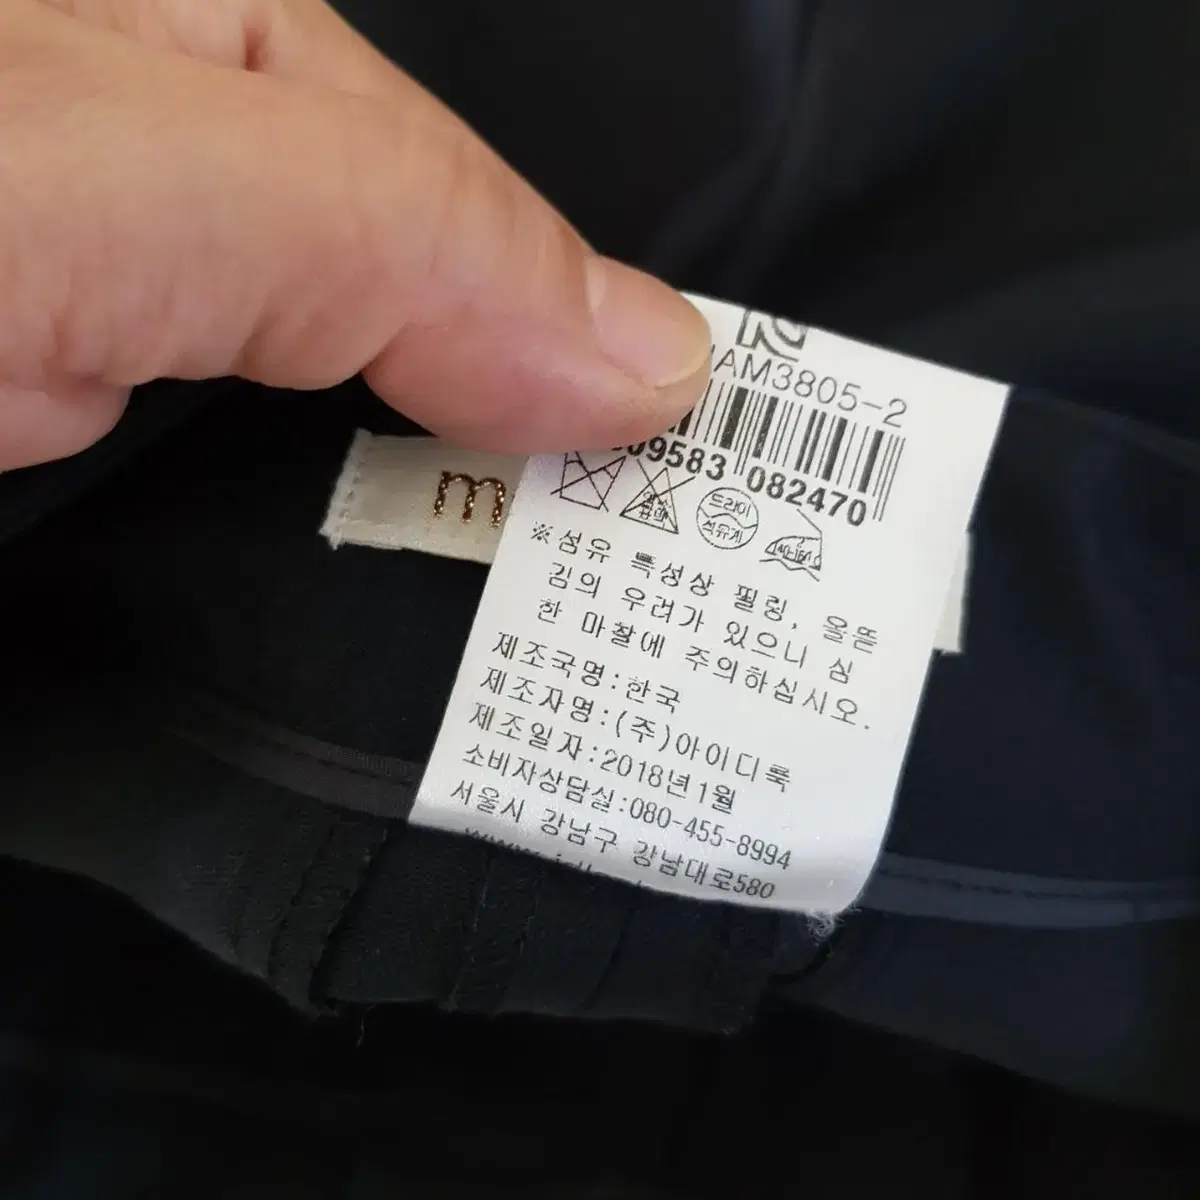 AM3805-2
09583 082470
드라이
석유계
※섬유 특성상 필링, 올뜯
김의 우려가 있으니 심
한 마찰에 주의하십시오.
제조국명:한국
제조자명:(주)아이디룩
제조일자:2018년1월
소비자상담실:080-455-8994
서울시 강남구 강남대로580
m